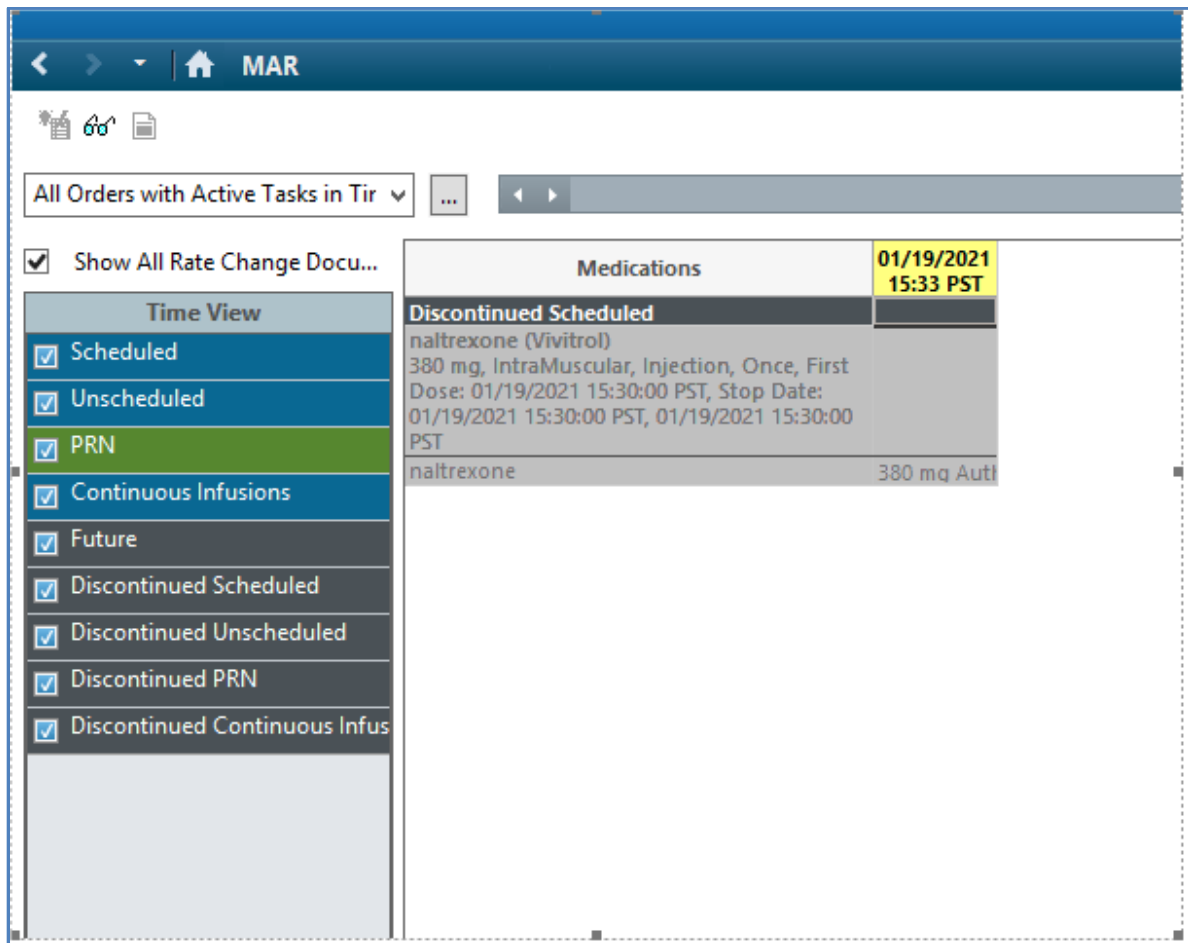 MAR
All Orders with Active Tasks in Tir
...
Show All Rate Change Docu...
Time View
Scheduled
Unscheduled
PRN
Continuous Infusions
Future
Discontinued Scheduled
Discontinued Unscheduled
Discontinued PRN
Discontinued Continuous Infus
Medications
01/19/2021
15:33 PST
Discontinued Scheduled
naltrexone (Vivitrol)
380 mg, IntraMuscular, Injection, Once, First
Dose: 01/19/2021 15:30:00 PST, Stop Date:
01/19/2021 15:30:00 PST, 01/19/2021 15:30:00
PST
naltrexone
380 mg Auth